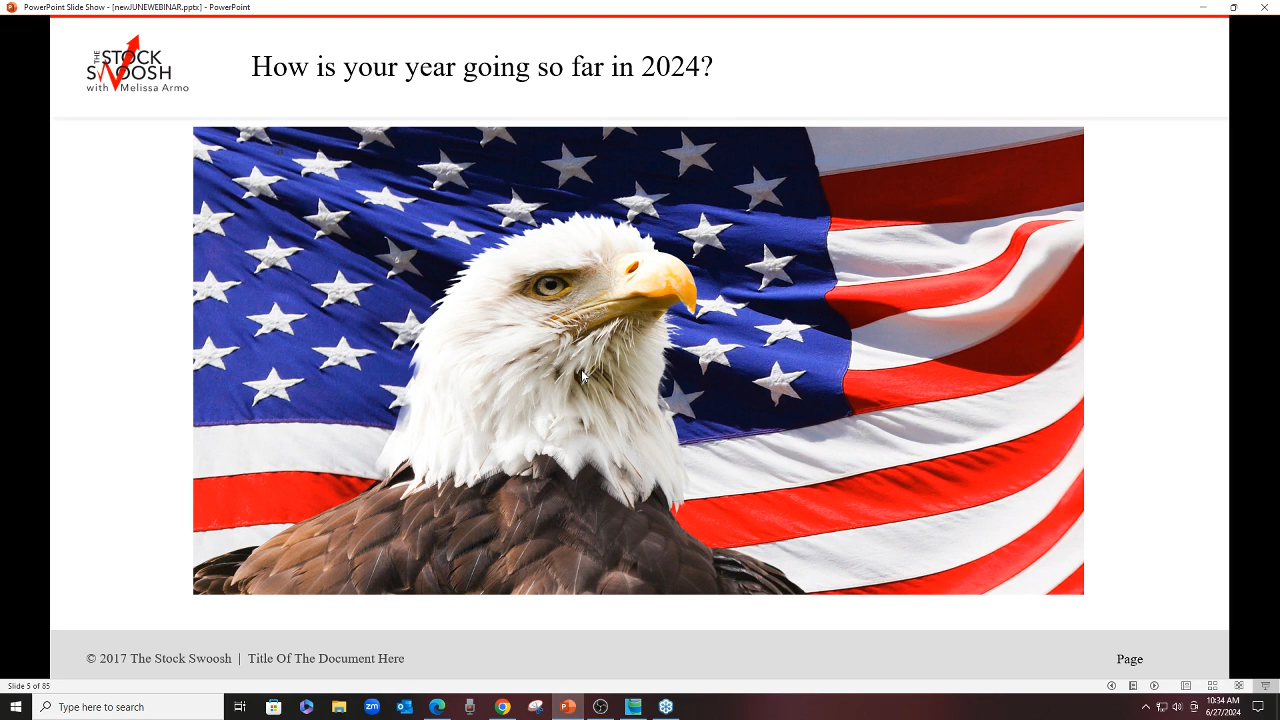 PowerPoint Slide Show - [newJUNEWEBINAR.pptx] - PowerPoint
THE STOCK
SWOOSH
with Melissa Armo
How is your year going so far in 2024?
© 2017 The Stock Swoosh | Title Of The Document Here
Page
Slide 5 of 85
Type here to search
zm
10:34 AM
6/27/2024